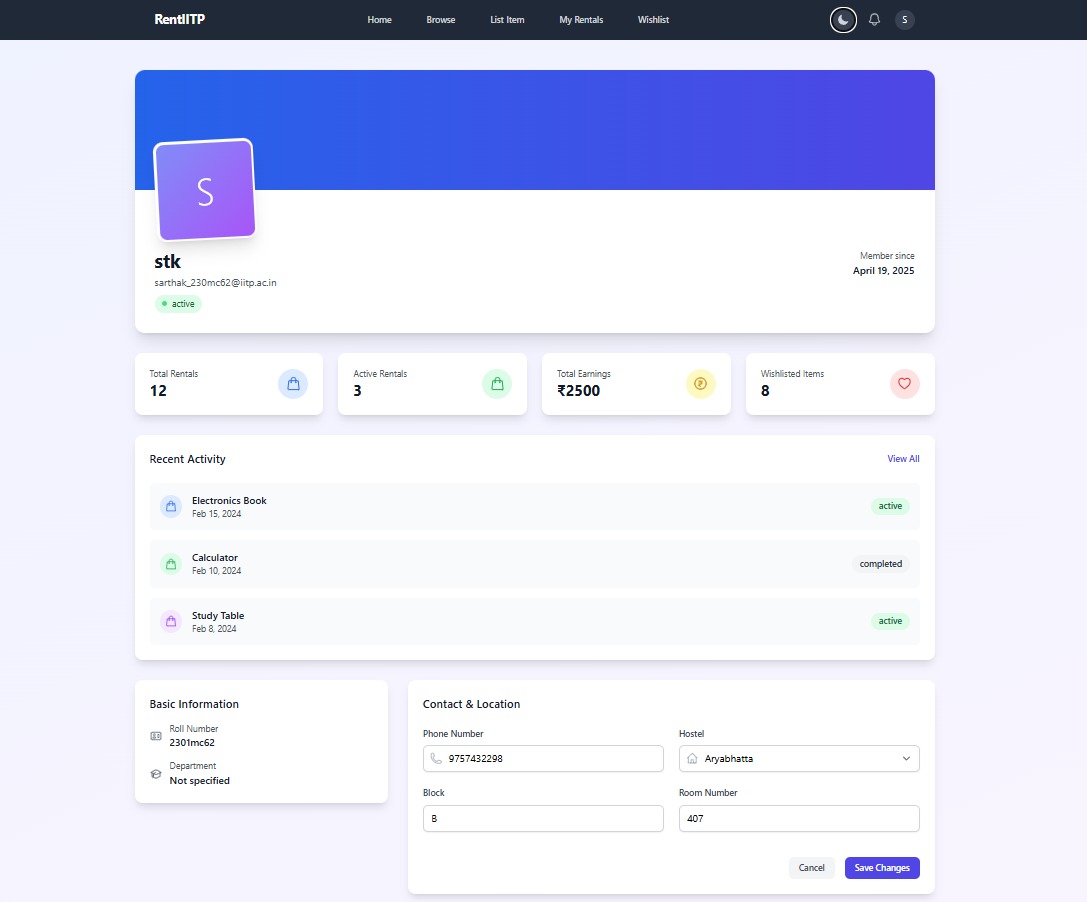 RentIITP
Home Browse List Item My Rentals Wishlist
S
S
stk
sarthak_230mc62@iitp.ac.in
active
Member since
April 19, 2025
Total Rentals
12
Active Rentals
3
Total Earnings
₹2500
Wishlisted Items
8
Recent Activity
View All
Electronics Book
Feb 15, 2024
active
Calculator
Feb 10, 2024
completed
Study Table
Feb 8, 2024
active
Basic Information
Roll Number
2301mc62
Department
Not specified
Contact & Location
Phone Number
9757432298
Hostel
Aryabhatta
Block
B
Room Number
407
Cancel
Save Changes